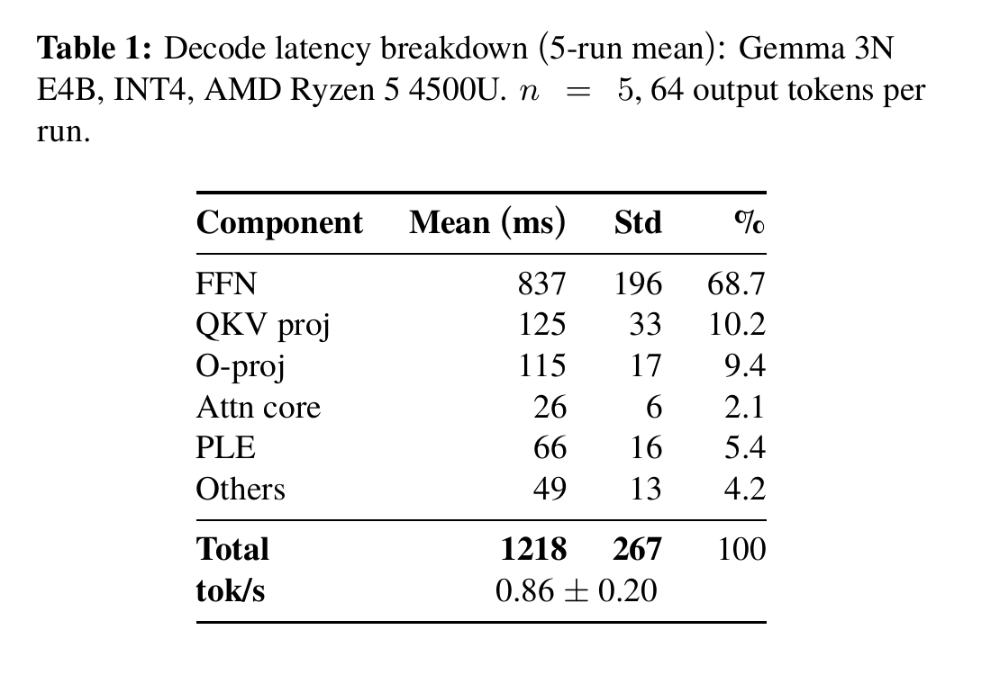 Table 1: Decode latency breakdown (5-run mean): Gemma 3N
E4B, INT4, AMD Ryzen 5 4500U. n = 5, 64 output tokens per
run.
Component Mean (ms) Std %
FFN 837 196 68.7
QKV proj 125 33 10.2
O-proj 115 17 9.4
Attn core 26 6 2.1
PLE 66 16 5.4
Others 49 13 4.2
Total 1218 267 100
tok/s 0.86 ± 0.20